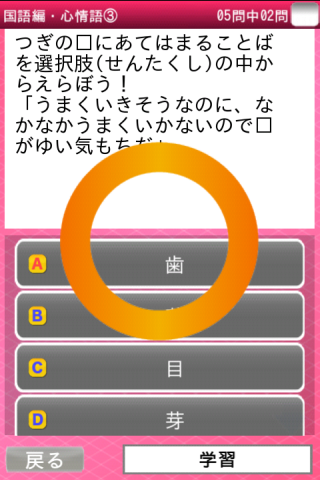 国語編・心情語③ 05問中02問
つぎの□にあてはまることば
を選択肢(せんたくし)の中か
らえらぼう！
「うまくいきそうなのに、な
かなかうまくいかないので□
がゆい気もちだ」
A 歯
B
C 目
D 芽
戻る 学習